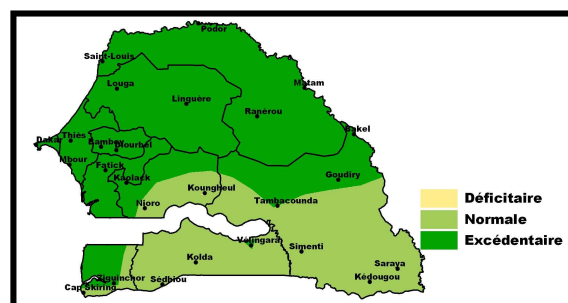 Podor
Saint-Louis
Matam
Louga
Linguère
Ranérou
Bakel
Dakar
Thiès
Bambey
Diourbel
Mbour
Fatick
Kaolack
Goudiry
Koungheul
Nioro
Tambacounda
Vélingara
Simenti
Kolda
Saraya
Kédougou
Ziguinchor
Sédhiou
Cap Skiring
Déficitaire
Normale
Excédentaire